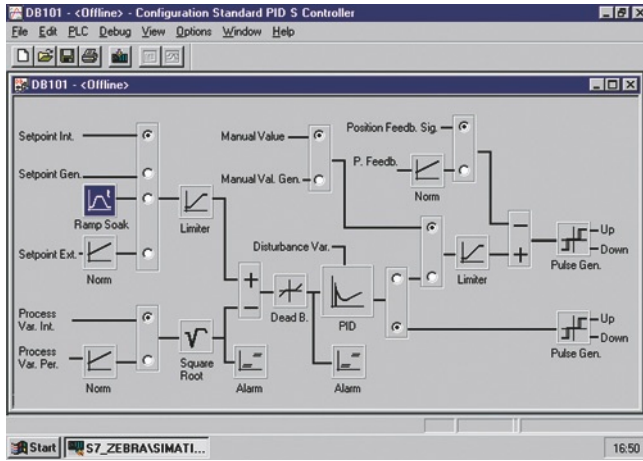 DB101 - <Offline> - Configuration Standard PID S Controller
File Edit PLC Debug View Options Window Help
DB101 - <Offline>
Setpoint Int.
Manual Value
Position Feedb. Sig.
P. Feedb.
Setpoint Gen.
Manual Val. Gen.
Norm
Ramp Soak
Limiter
Up
Down
Pulse Gen.
Setpoint Ext.
Norm
Disturbance Var.
Limiter
Dead B.
PID
Process
Var. Int.
Up
Down
Pulse Gen.
Process
Var. Per.
Norm
Square
Root
Alarm
Alarm
Start
S7_ZEBRA\SIMATI...
16:50